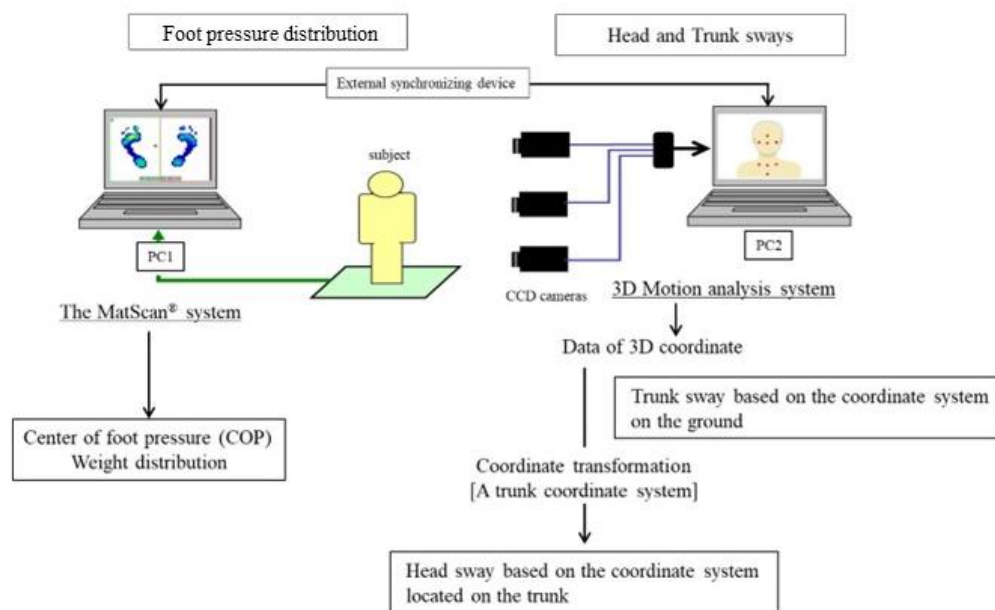 Foot pressure distribution
Head and Trunk sways
External synchronizing device
subject
PC1
PC2
CCD cameras
The MatScan® system
3D Motion analysis system
Data of 3D coordinate
Trunk sway based on the coordinate system
on the ground
Center of foot pressure (COP)
Weight distribution
Coordinate transformation
[A trunk coordinate system]
Head sway based on the coordinate system
located on the trunk